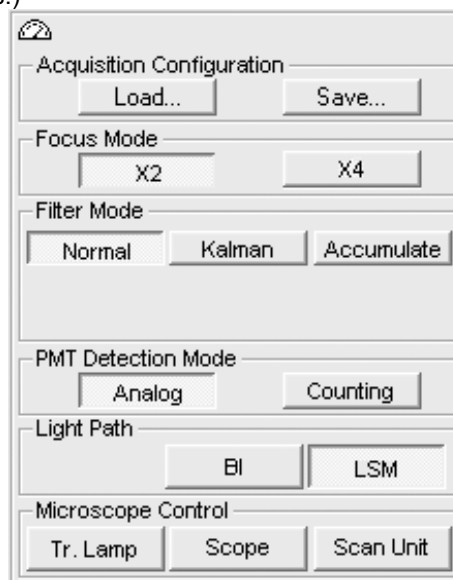 Acquisition Configuration
Load... Save...
Focus Mode
X2 X4
Filter Mode
Normal Kalman Accumulate
PMT Detection Mode
Analog Counting
Light Path
BI LSM
Microscope Control
Tr. Lamp Scope Scan Unit